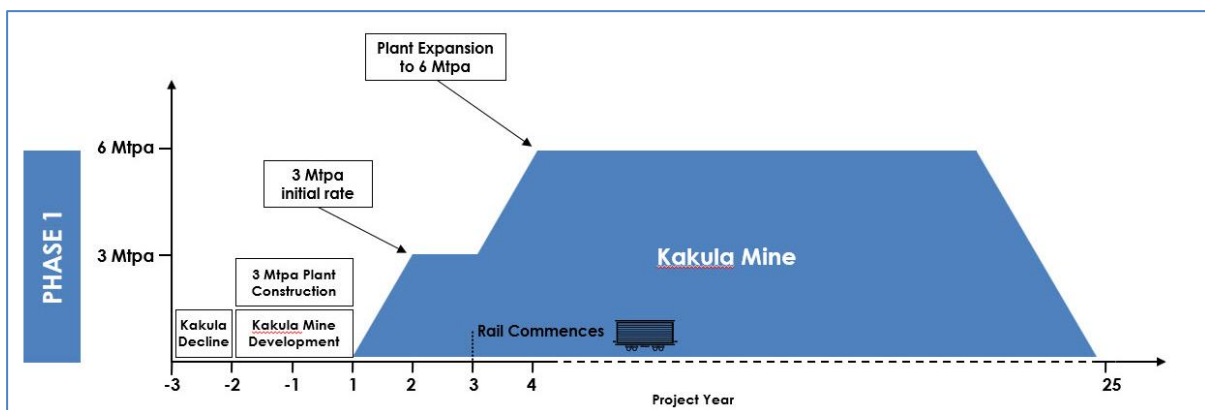 Plant Expansion
to 6 Mtpa
6 Mtpa
3 Mtpa
initial rate
PHASE 1
3 Mtpa
Kakula Mine
3 Mtpa Plant
Construction
Kakula
Decline
Kakula Mine
Development
Rail Commences
-3 -2 -1 1 2 3 4 25
Project Year